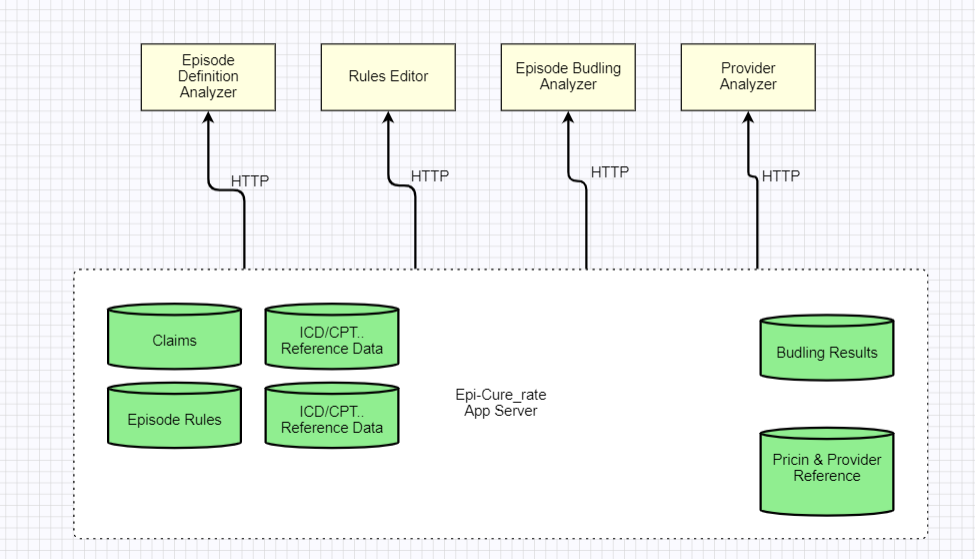 Episode
Definition
Analyzer
Rules Editor
Episode Budling
Analyzer
Provider
Analyzer
HTTP
HTTP
HTTP
HTTP
Claims
ICD/CPT..
Reference Data
Budling Results
Episode Rules
ICD/CPT..
Reference Data
Epi-Cure_rate
App Server
Pricin & Provider
Reference